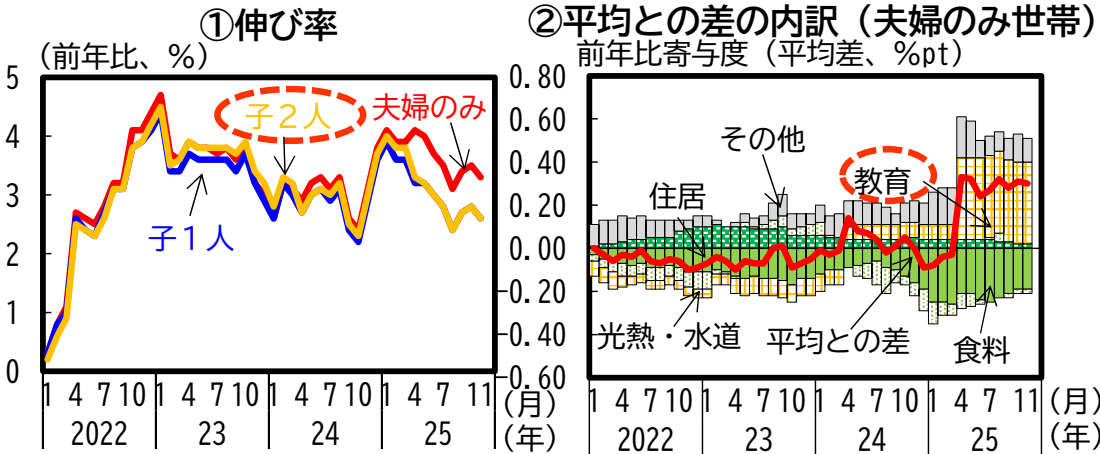 ①伸び率
(前年比、%)
5
4
3
2
1
0
子2人
夫婦のみ
子1人
1 4 7 10 1 4 7 10 1 4 7 10 1 4 7 11 (月)
2022 23 24 25 (年)
②平均との差の内訳(夫婦のみ世帯)
前年比寄与度(平均差、%pt)
0.80
0.60
0.40
0.20
0.00
-0.20
-0.40
-0.60
その他
教育
住居
光熱・水道
平均との差
食料
1 4 7 10 1 4 7 10 1 4 7 10 1 4 7 11 (月)
2022 23 24 25 (年)